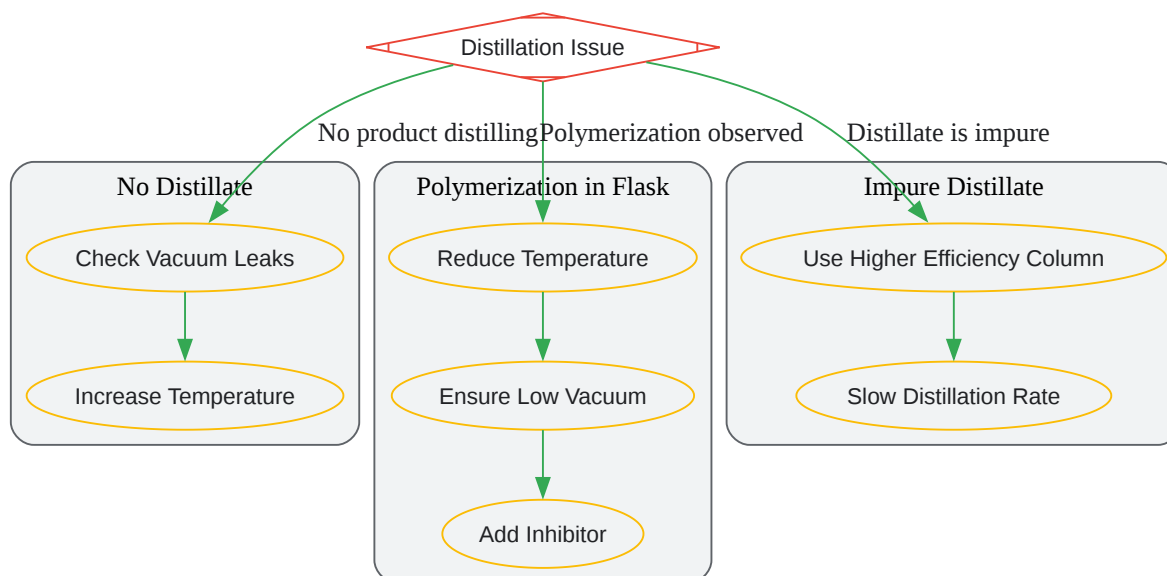 Distillation Issue
No product distilling
Polymerization observed
Distillate is impure
No Distillate
Polymerization in Flask
Impure Distillate
Check Vacuum Leaks
Reduce Temperature
Use Higher Efficiency Column
Increase Temperature
Ensure Low Vacuum
Slow Distillation Rate
Add Inhibitor